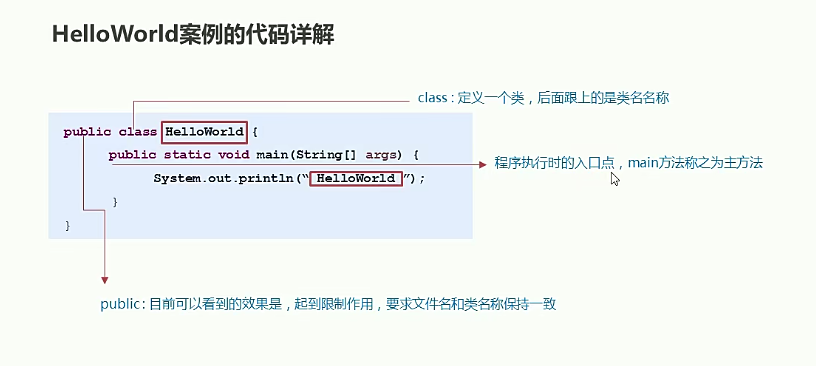 HelloWorld案例的代码详解
class : 定义一个类，后面跟上的是类名名称
public class HelloWorld {
public static void main(String[] args) {
程序执行时的入口点，main方法称之为主方法
System.out.println(“ HelloWorld ”);
}
}
public : 目前可以看到的效果是，起到限制作用，要求文件名和类名称保持一致